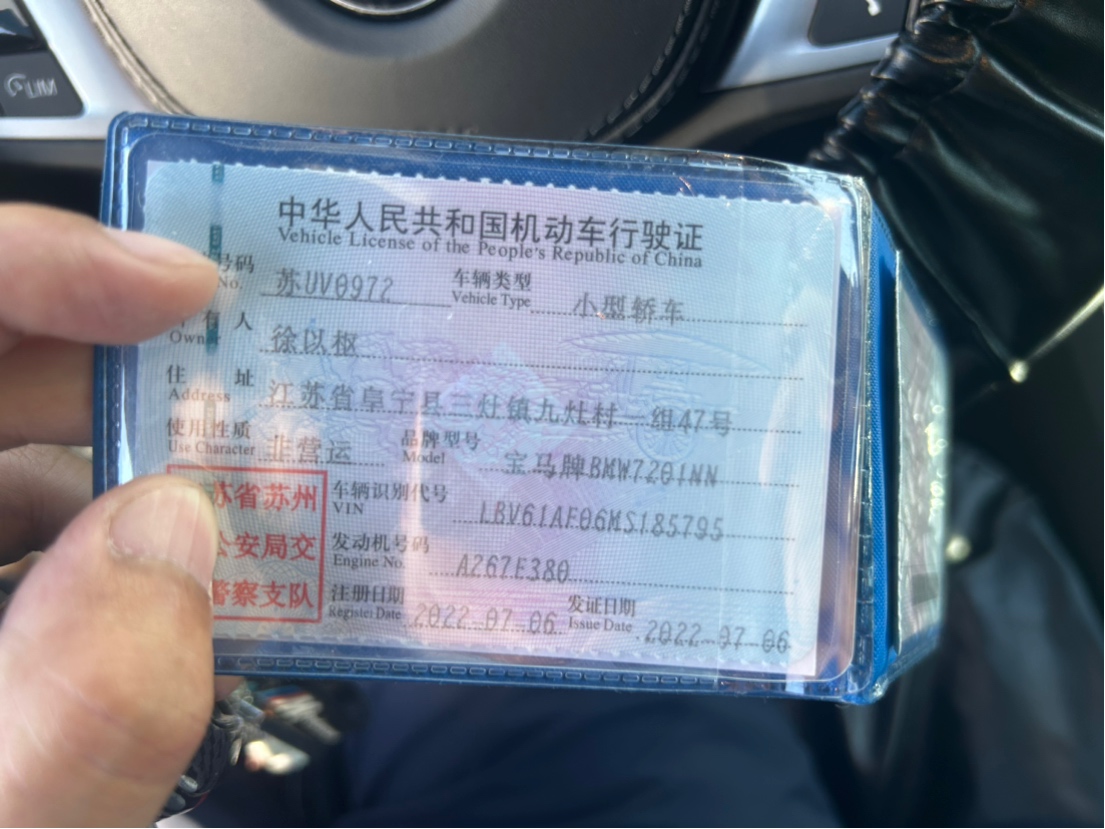 LIM
中华人民共和国机动车行驶证
Vehicle License of the People's Republic of China
号码 苏UV0972 车辆类型 小型轿车
No. Vehicle Type
有人 徐以枢
Owner
住址 江苏省阜宁县三灶镇九灶村一组47号
Address
使用性质 非营运 品牌型号 宝马牌BMW7201NN
Use Character Model
苏省苏州 车辆识别代号 LBV61AF06MS185795
VIN
公安局交 发动机号码 A267F380
Engine No.
警察支队 注册日期 2022-07-06 发证日期 2022-07-06
Register Date Issue Date